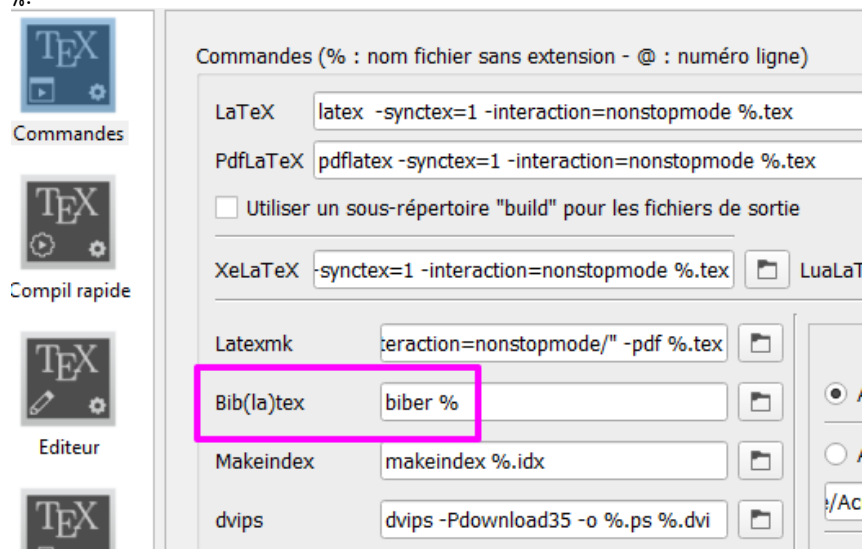 %.
TEX
Commandes
Commandes (% : nom fichier sans extension - @ : numéro ligne)
LaTeX latex -synctex=1 -interaction=nonstopmode %.tex
PdfLaTeX pdflatex -synctex=1 -interaction=nonstopmode %.tex
Utiliser un sous-répertoire "build" pour les fichiers de sortie
TEX
Compil rapide
XeLaTeX -synctex=1 -interaction=nonstopmode %.tex LuaLaT
Latexmk teraction=nonstopmode/" -pdf %.tex
TEX
Editeur
Bib(la)tex biber % A
Makeindex makeindex %.idx A
TEX
dvips dvips -Pdownload35 -o %.ps %.dvi
/Ac